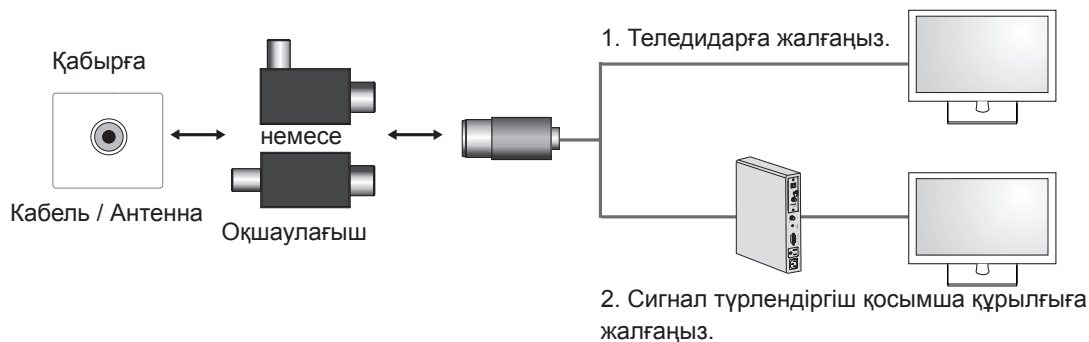 1. Теледидарға жалғаңыз.
Қабырға
немесе
Кабель / Антенна
Оқшаулағыш
2. Сигнал түрлендіргіш қосымша құрылғыға
жалғаңыз.